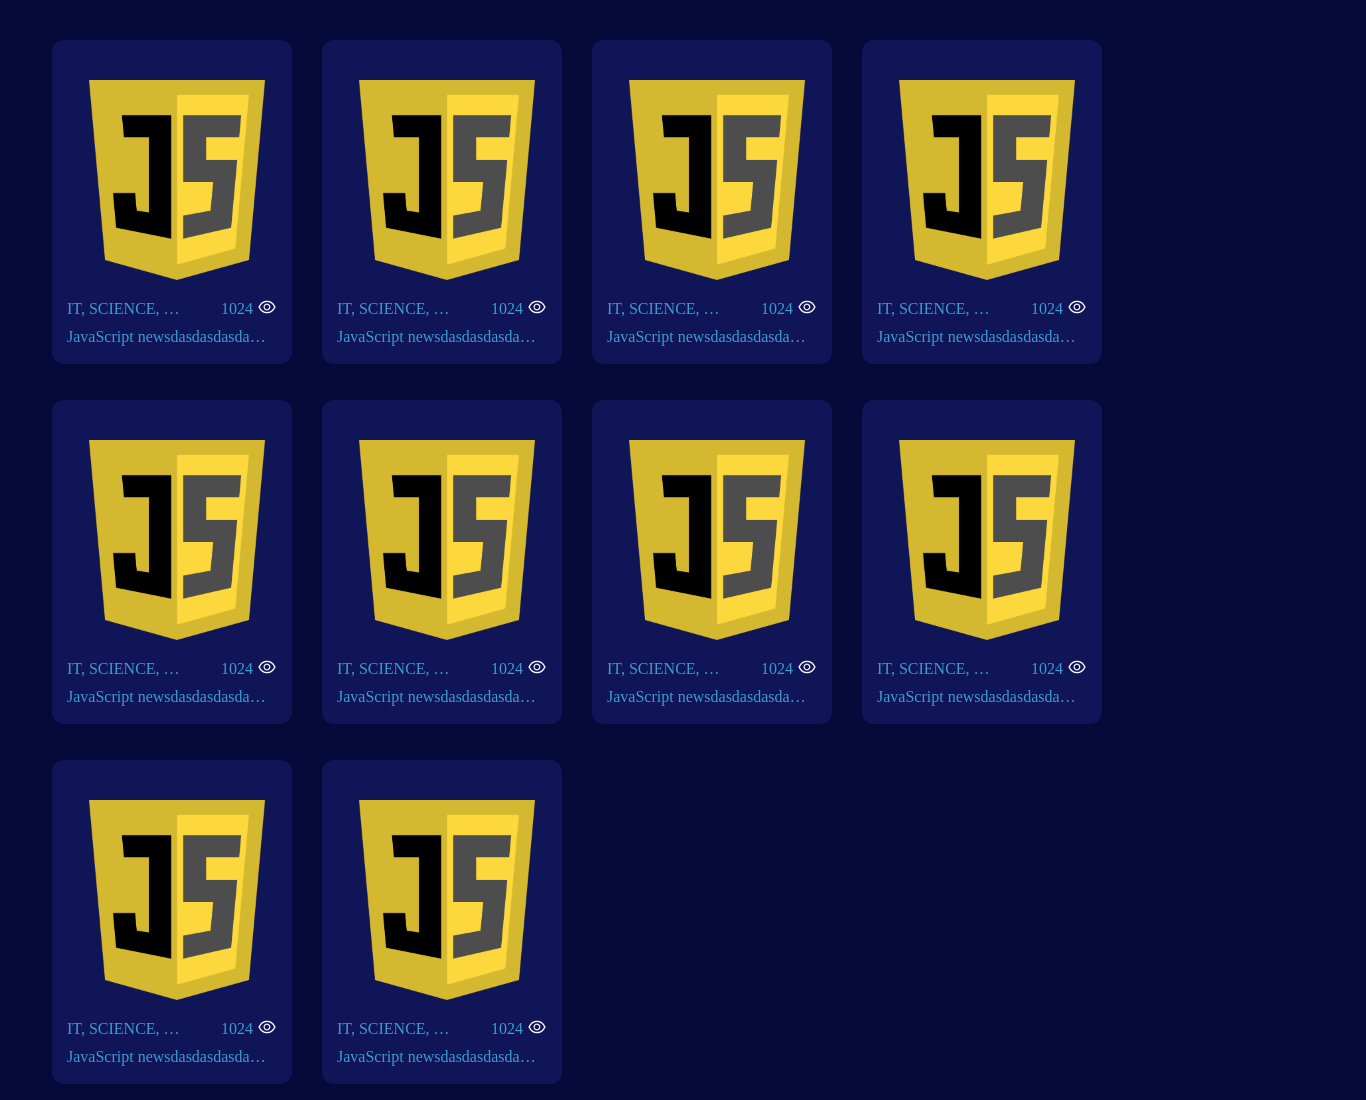 JS JS JS JS
IT, SCIENCE, … 1024 IT, SCIENCE, … 1024 IT, SCIENCE, … 1024 IT, SCIENCE, … 1024
JavaScript newsdasdasdasda… JavaScript newsdasdasdasda… JavaScript newsdasdasdasda… JavaScript newsdasdasdasda…
JS JS JS JS
IT, SCIENCE, … 1024 IT, SCIENCE, … 1024 IT, SCIENCE, … 1024 IT, SCIENCE, … 1024
JavaScript newsdasdasdasda… JavaScript newsdasdasdasda… JavaScript newsdasdasdasda… JavaScript newsdasdasdasda…
JS JS
IT, SCIENCE, … 1024 IT, SCIENCE, … 1024
JavaScript newsdasdasdasda… JavaScript newsdasdasdasda…